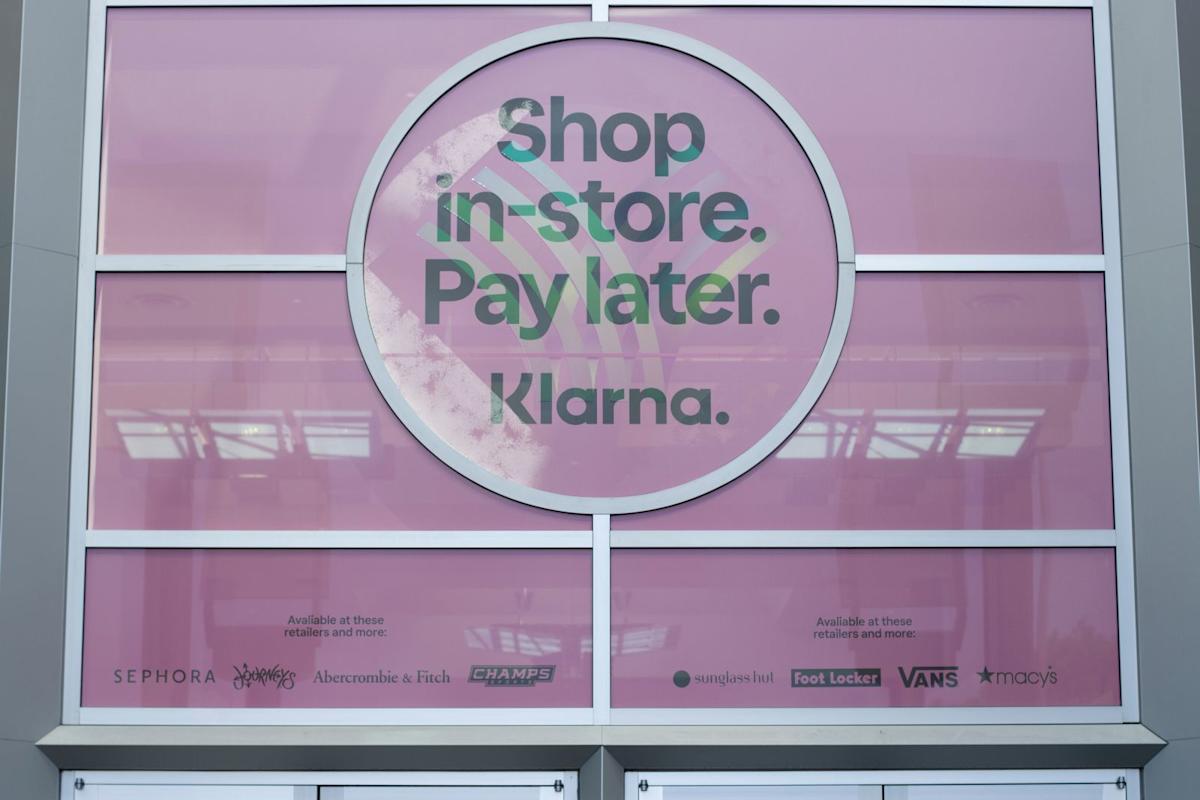 Shop
in-store.
Pay later.
Klarna.
Available at these
retailers and more:
SEPHORA JOURNEYS Abercrombie & Fitch CHAMPS SPORTS
Available at these
retailers and more:
sunglass hut Foot Locker VANS ★macy's